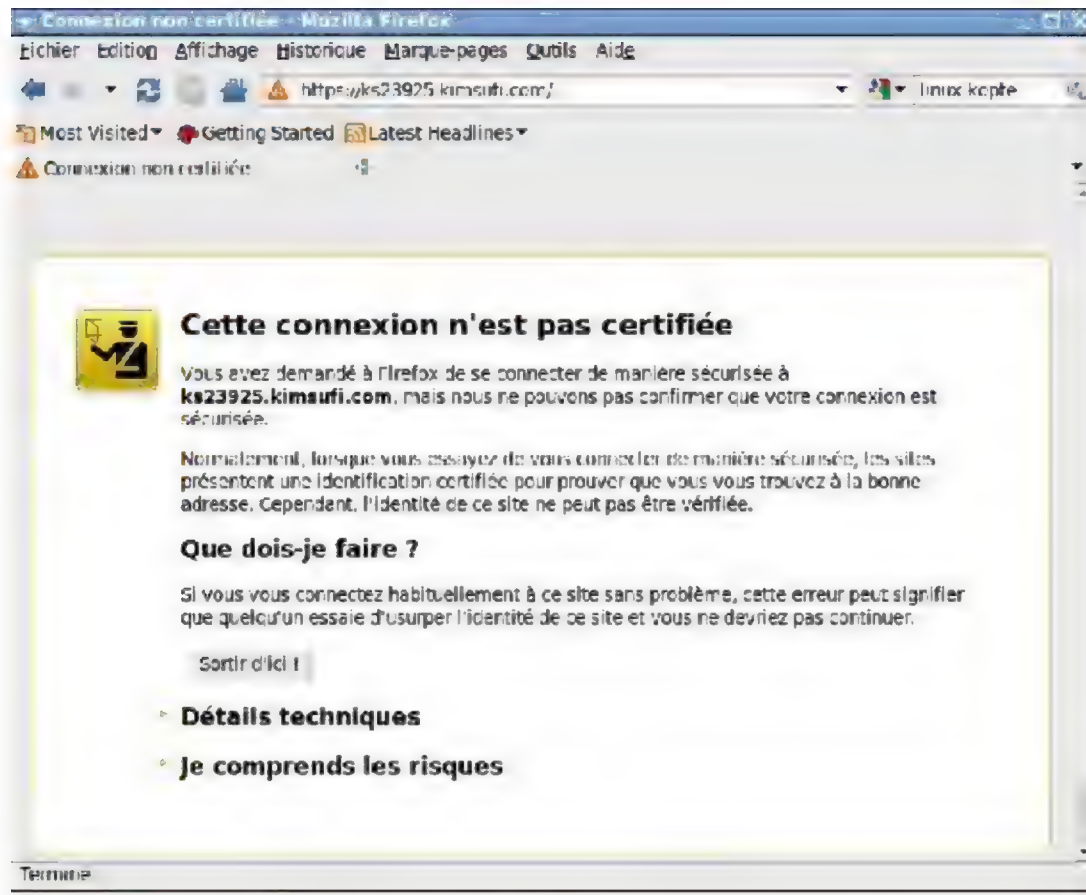 Connexion non certifiée - Mozilla Firefox
Fichier Edition Affichage Historique Marque-pages Outils Aide
https://ks23925.kimsufi.com/ linux kopte
Most Visited Getting Started Latest Headlines
Connexion non certifiée
Cette connexion n'est pas certifiée
Vous avez demandé à Firefox de se connecter de manière sécurisée à
ks23925.kimsufi.com, mais nous ne pouvons pas confirmer que votre connexion est
sécurisée.
Normalement, lorsque vous essayez de vous connecter de manière sécurisée, les sites
présentent une identification certifiée pour prouver que vous vous trouvez à la bonne
adresse. Cependant, l'identité de ce site ne peut pas être vérifiée.
Que dois-je faire ?
Si vous vous connectez habituellement à ce site sans problème, cette erreur peut signifier
que quelqu'un essaie d'usurper l'identité de ce site et vous ne devriez pas continuer.
Sortir d'ici !
Détails techniques
Je comprends les risques
Terminé